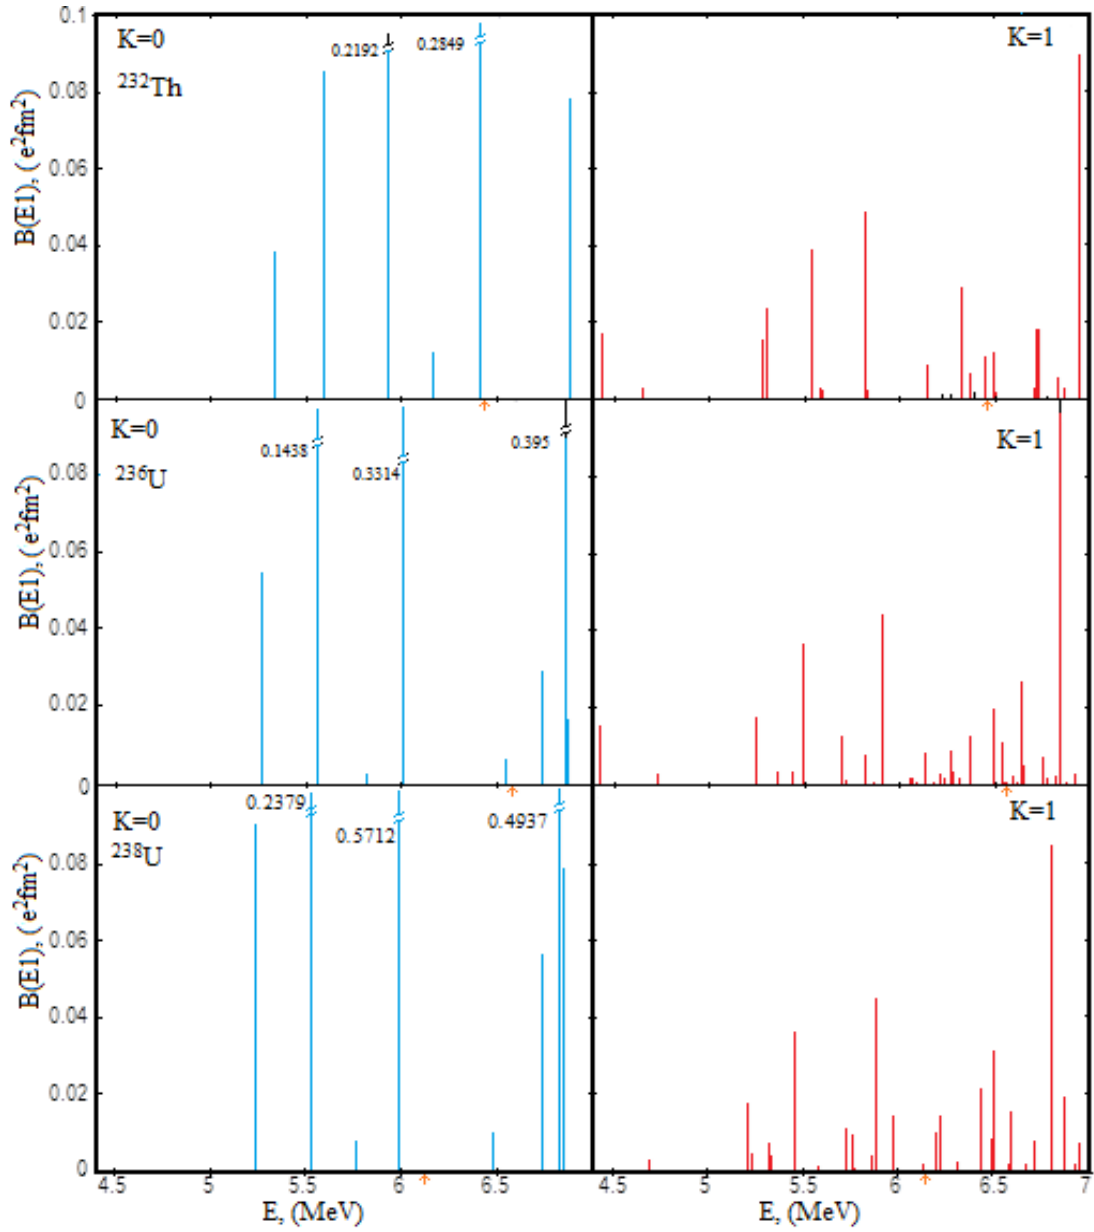 0.1
K=0
0.2192
0.2849
K=1
232Th
0.08
0.06
0.04
0.02
0
B(E1), (e²fm²)
K=0
0.1438
0.3314
0.395
K=1
236U
0.08
0.06
0.04
0.02
0
B(E1), (e²fm²)
K=0
0.2379
0.5712
0.4937
K=1
238U
0.08
0.06
0.04
0.02
0
B(E1), (e²fm²)
4.5 5 5.5 6 6.5 4.5 5 5.5 6 6.5 7
E, (MeV) E, (MeV)